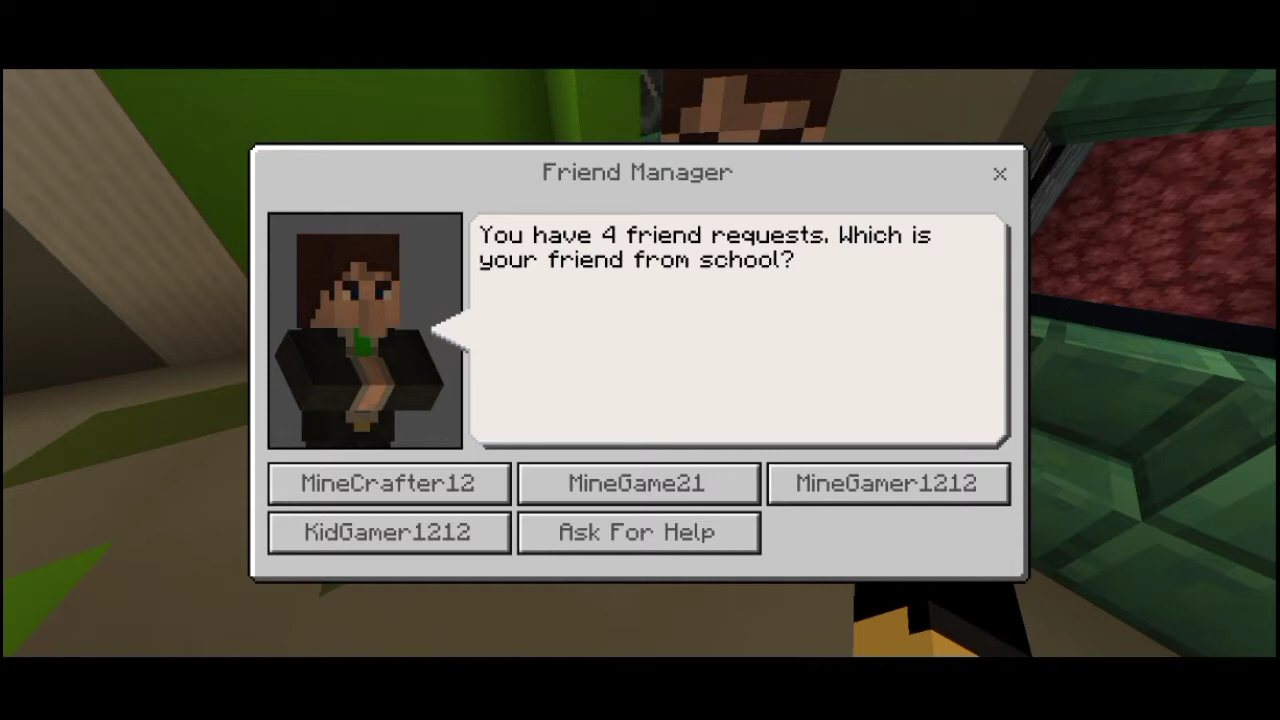 Friend Manager
You have 4 friend requests. Which is
your friend from school?
MineCrafter12
MineGame21
MineGamer1212
KidGamer1212
Ask For Help